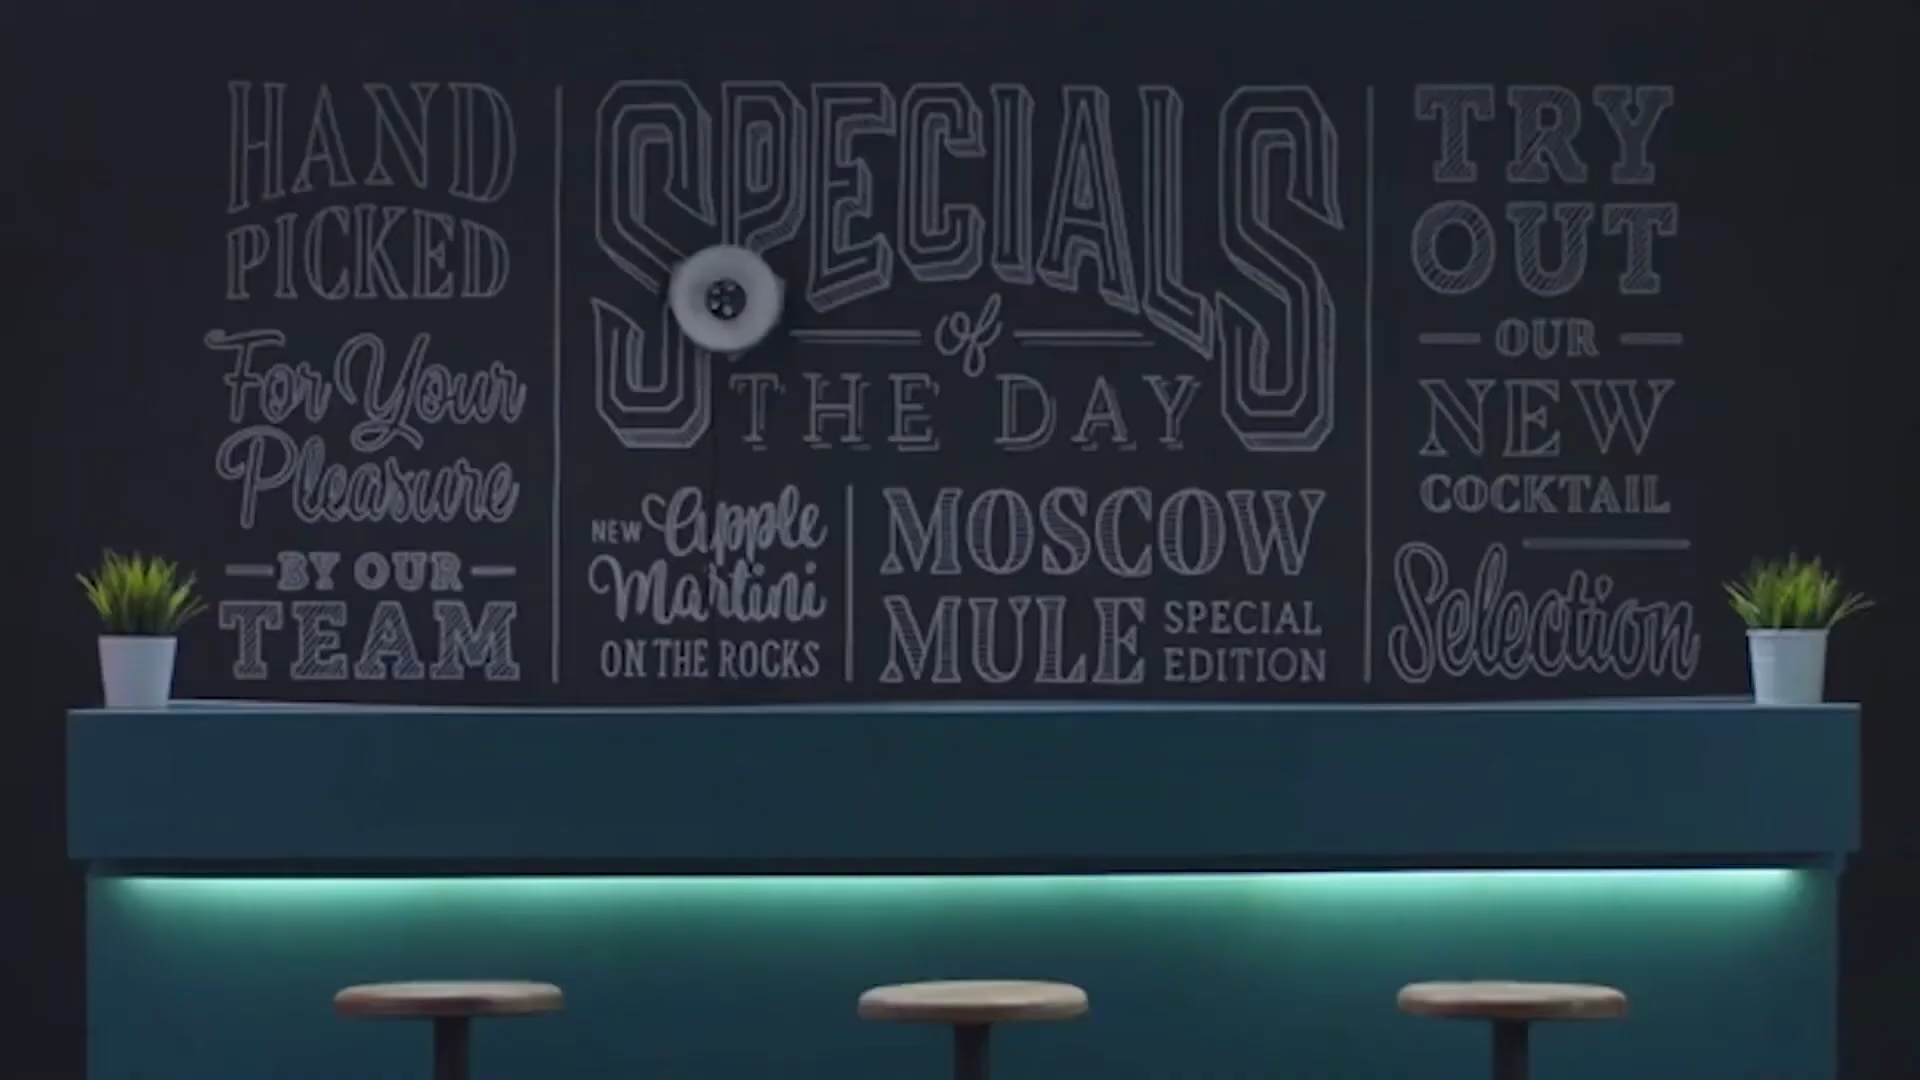 HAND
PICKED
For Your
Pleasure
BY OUR
TEAM
SPECIALS
of
THE DAY
NEW Apple
Martini
ON THE ROCKS
MOSCOW
MULE SPECIAL
EDITION
TRY
OUT
OUR
NEW
COCKTAIL
Selection